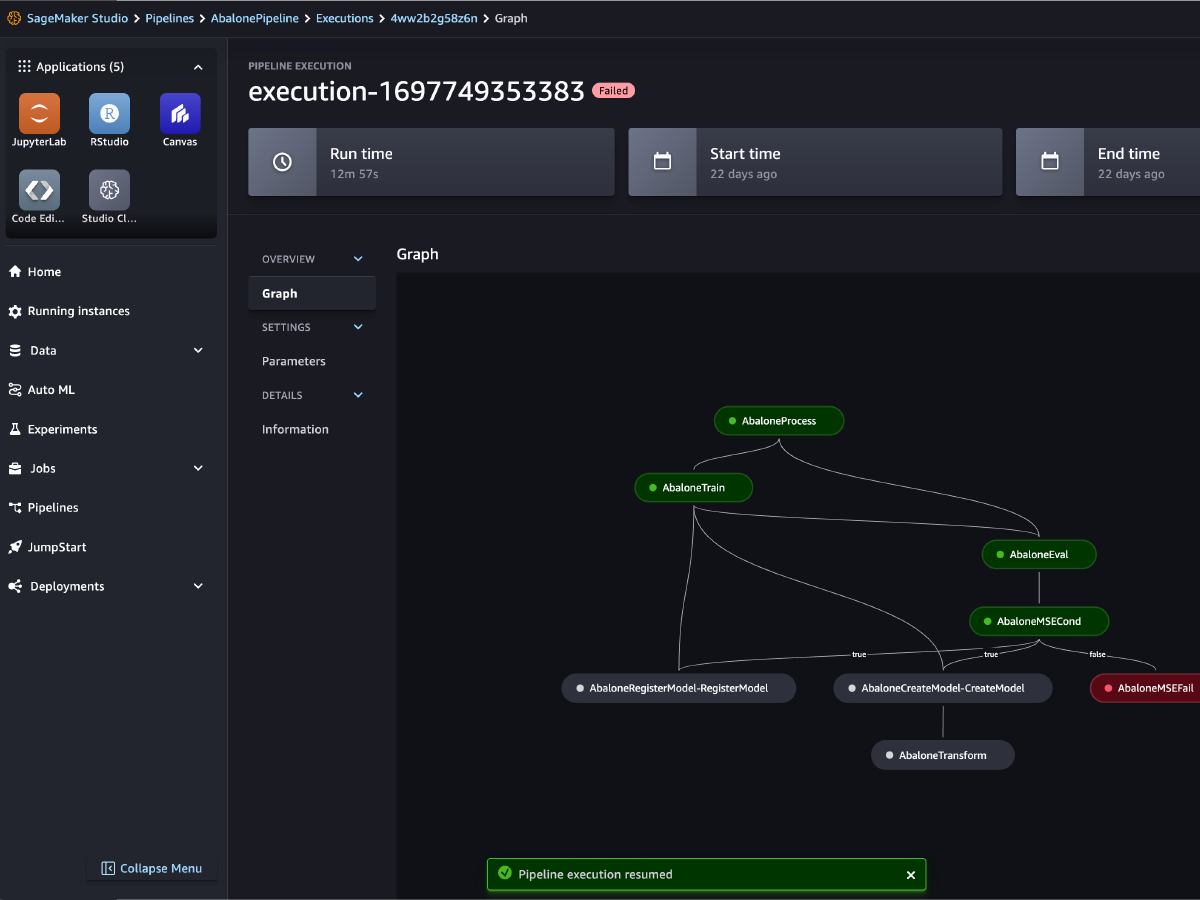 SageMaker Studio > Pipelines > AbalonePipeline > Executions > 4ww2b2g58z6n > Graph
Applications (5)
JupyterLab
RStudio
Canvas
Code Edi...
Studio Cl...
Home
Running instances
Data
Auto ML
Experiments
Jobs
Pipelines
JumpStart
Deployments
Collapse Menu
PIPELINE EXECUTION
execution-1697749353383 Failed
Run time
12m 57s
Start time
22 days ago
End time
22 days ago
OVERVIEW
Graph
SETTINGS
Parameters
DETAILS
Information
Graph
AbaloneProcess
AbaloneTrain
AbaloneEval
AbaloneMSECond
true
true
false
AbaloneRegisterModel-RegisterModel
AbaloneCreateModel-CreateModel
AbaloneMSEFail
AbaloneTransform
Pipeline execution resumed